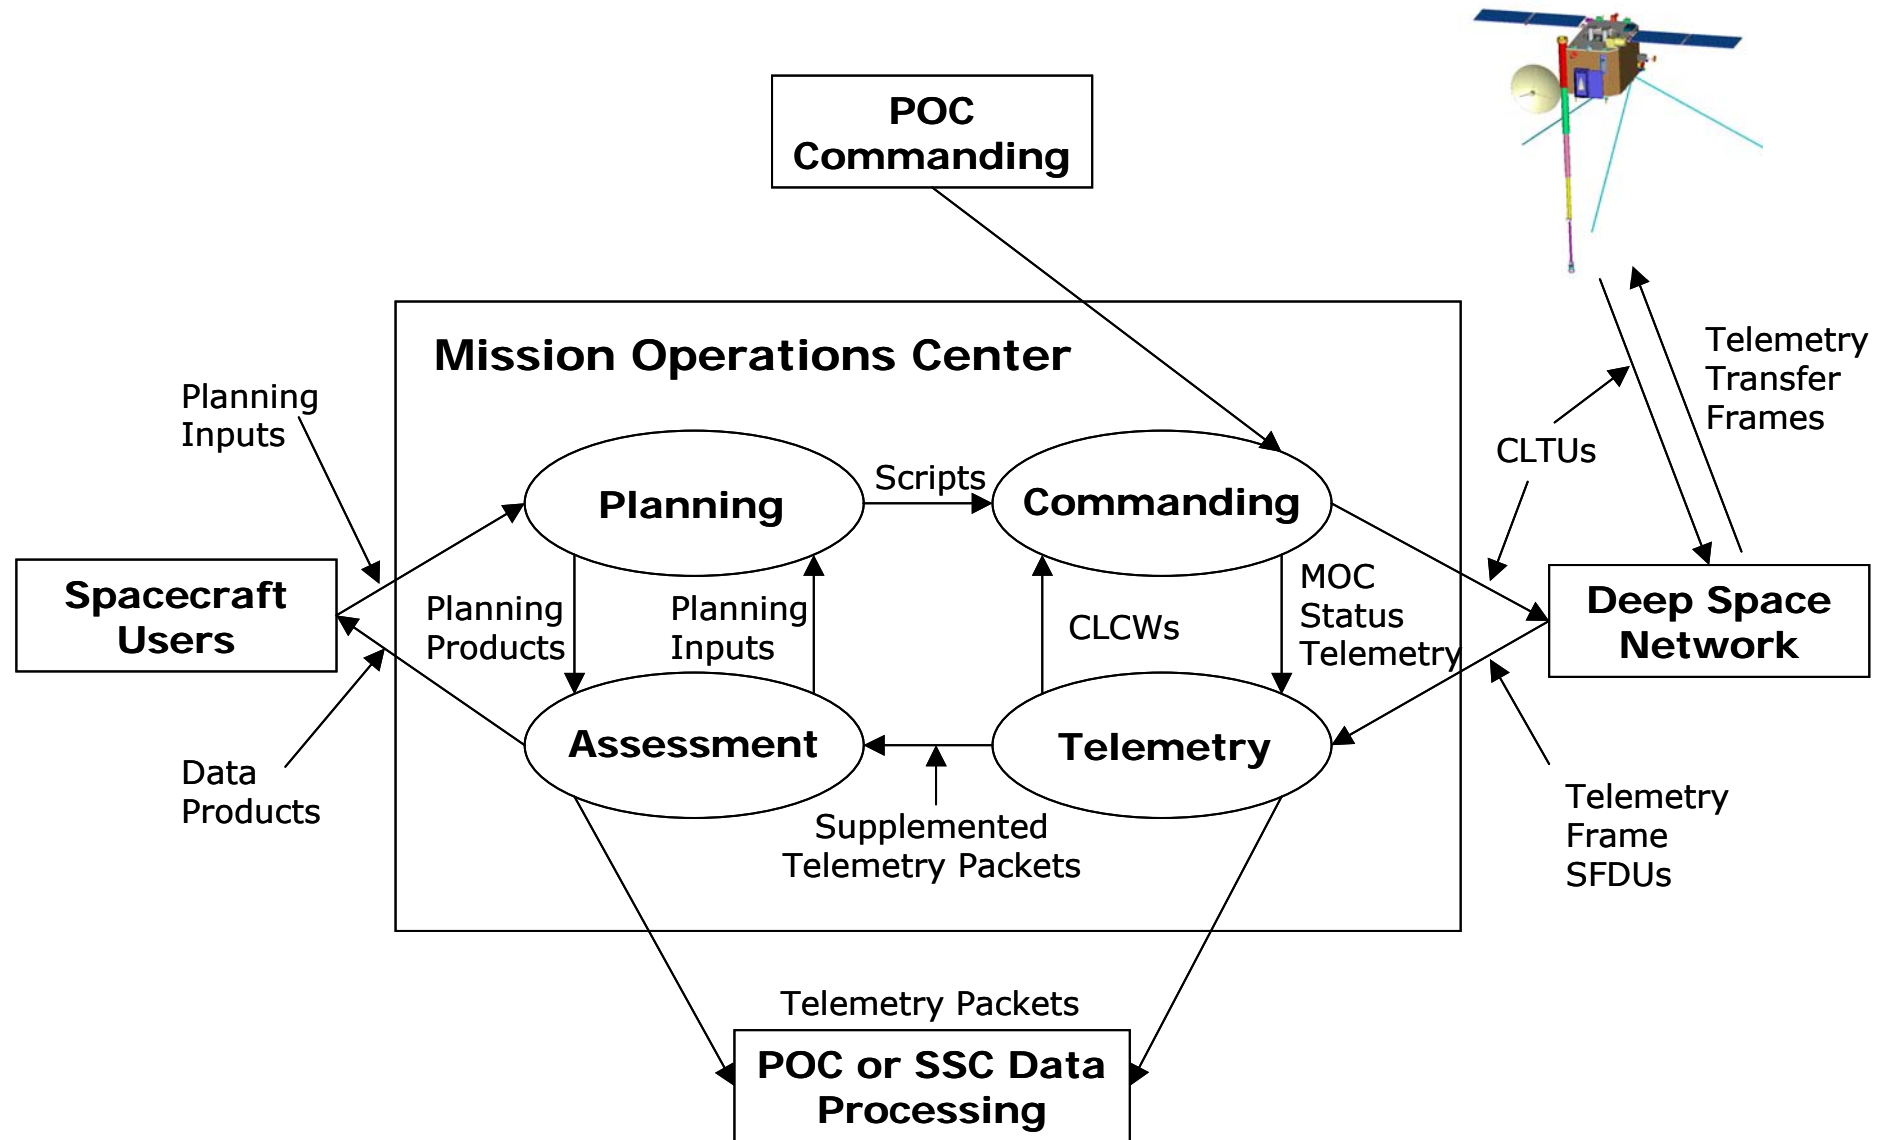 POC
Commanding
Telemetry
Transfer
Frames
Mission Operations Center
Planning
Inputs
CLTUs
Scripts
Planning
Commanding
Spacecraft
Users
Planning
Products
Planning
Inputs
CLCWs
MOC
Status
Telemetry
Deep Space
Network
Assessment
Telemetry
Data
Products
Supplemented
Telemetry Packets
Telemetry
Frame
SFDUs
Telemetry Packets
POC or SSC Data
Processing